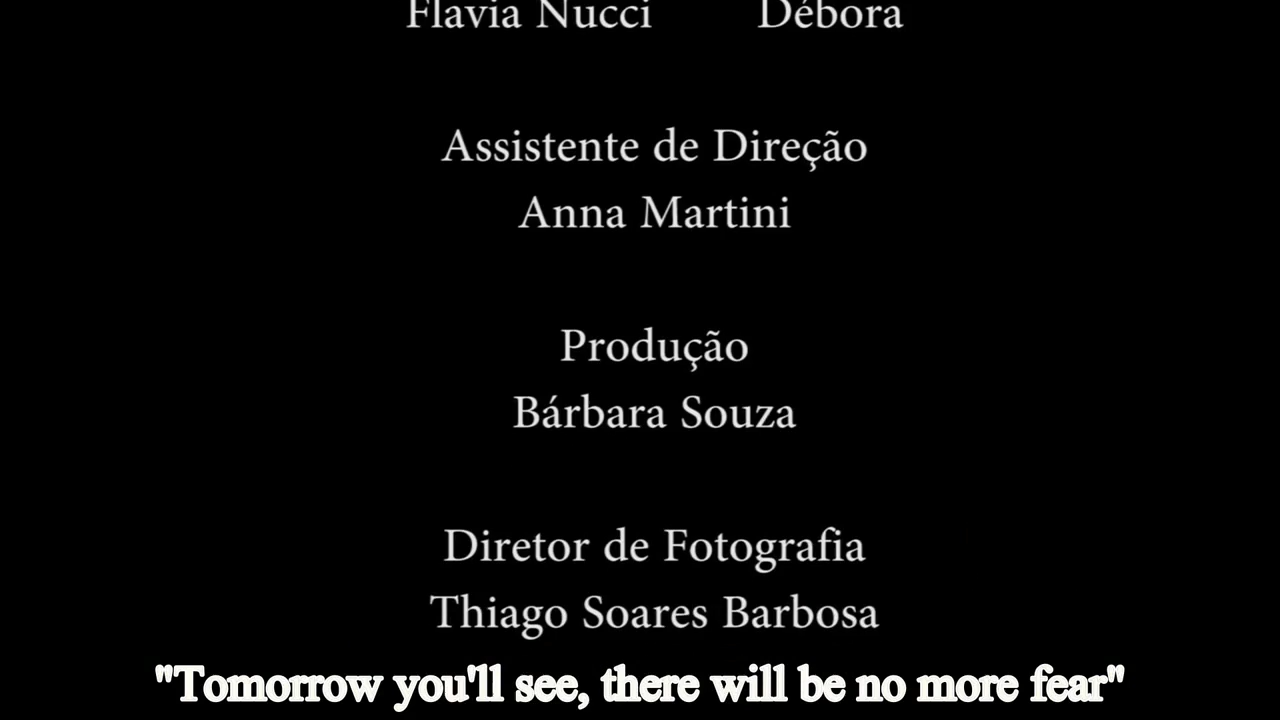 Flavia Nucci Débora
Assistente de Direção
Anna Martini
Produção
Bárbara Souza
Diretor de Fotografia
Thiago Soares Barbosa
"Tomorrow you'll see, there will be no more fear"